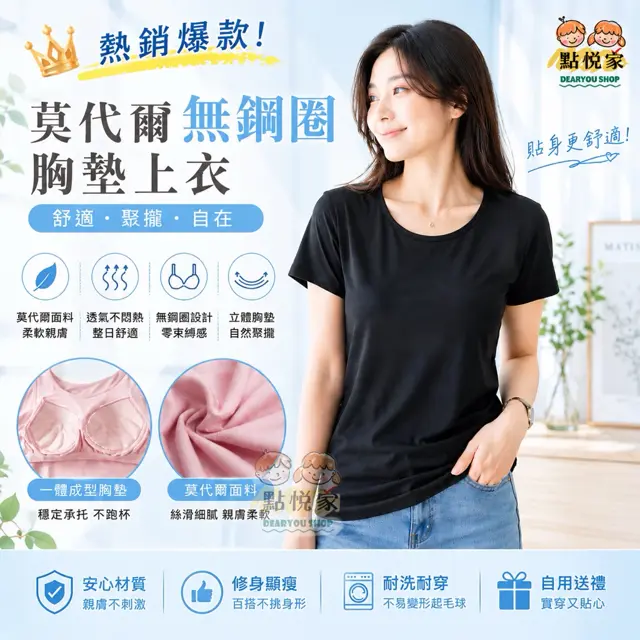 熱銷爆款!
點悦家
DEARYOU SHOP
莫代爾無鋼圈
胸墊上衣
舒適・聚攏・自在
貼身更舒適!
莫代爾面料
柔軟親膚
透氣不悶熱
整日舒適
無鋼圈設計
零束縛感
立體胸墊
自然聚攏
MATI
一體成型胸墊
穩定承托 不跑杯
莫代爾面料
絲滑細膩 親膚柔軟
點悦家
DEARYOU SHOP
安心材質
親膚不刺激
修身顯瘦
百搭不挑身形
耐洗耐穿
不易變形起毛球
自用送禮
實穿又貼心